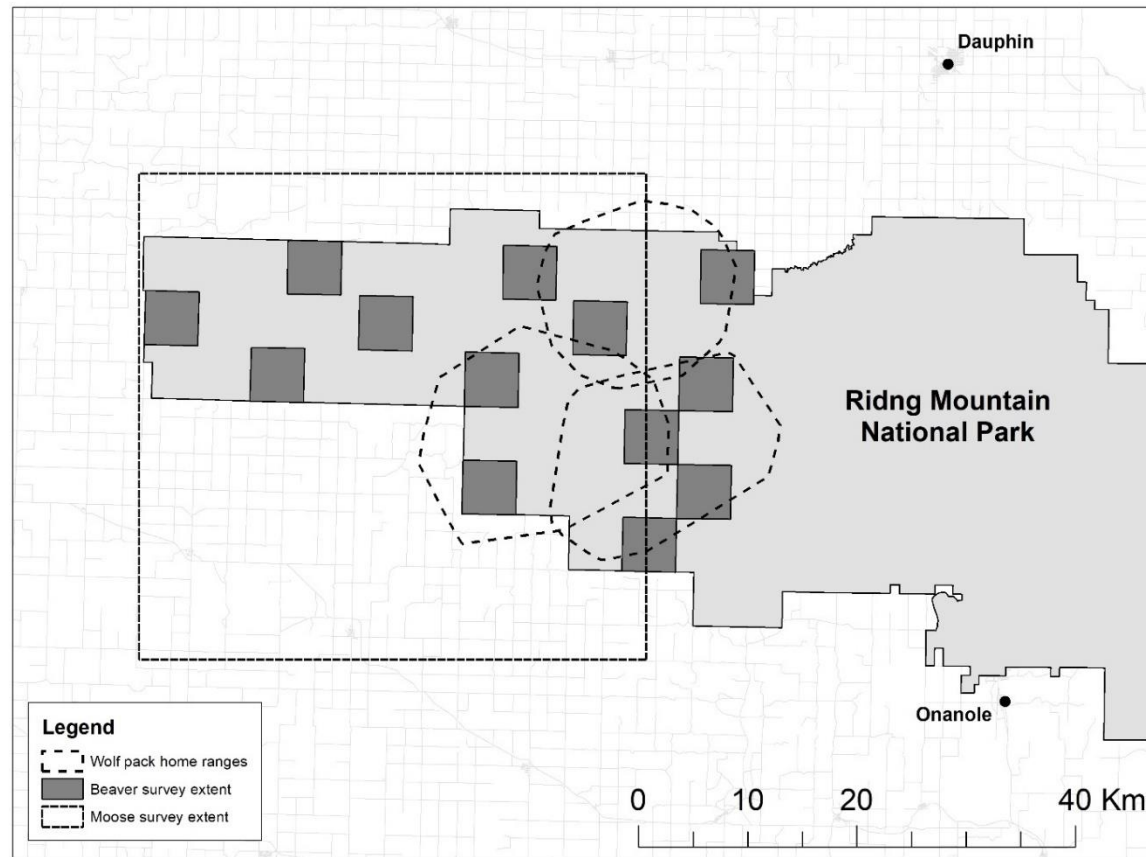 Dauphin
Ridng Mountain
National Park
Onanole
Legend
Wolf pack home ranges
Beaver survey extent
Moose survey extent
0 10 20 40 Km